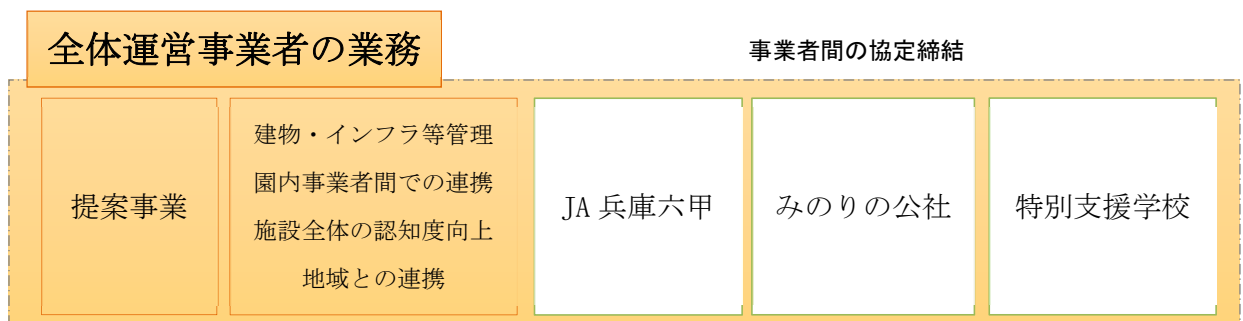 全体運営事業者の業務
事業者間の協定締結
提案事業
建物・インフラ等管理
園内事業者間での連携
施設全体の認知度向上
地域との連携
JA 兵庫六甲
みのりの公社
特別支援学校